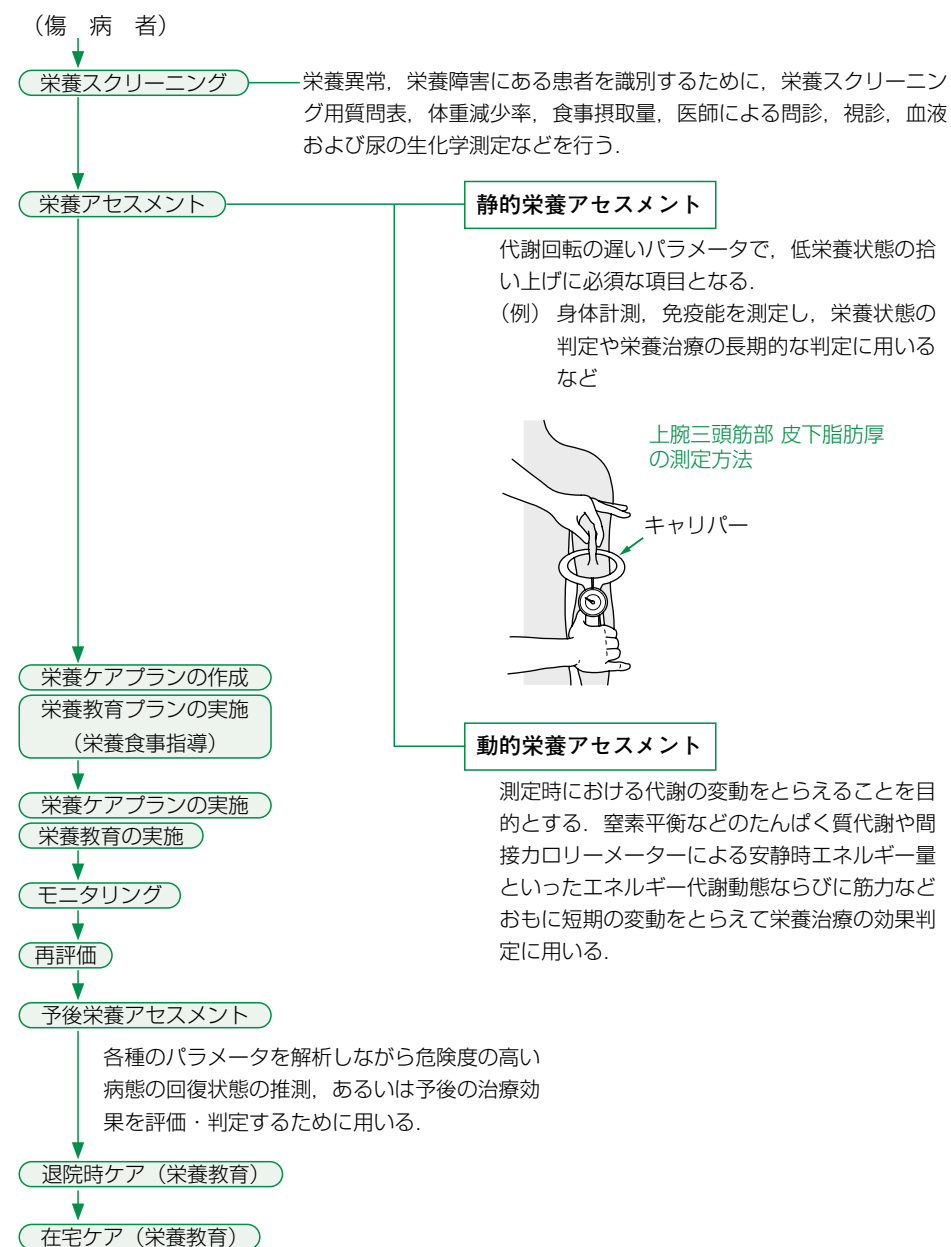 （傷　病　者）
栄養スクリーニング
栄養異常，栄養障害にある患者を識別するために，栄養スクリーニン
グ用質問表，体重減少率，食事摂取量，医師による問診，視診，血液
および尿の生化学測定などを行う．
栄養アセスメント
静的栄養アセスメント
代謝回転の遅いパラメータで，低栄養状態の拾
い上げに必須な項目となる．
（例） 身体計測，免疫能を測定し，栄養状態の
判定や栄養治療の長期的な判定に用いる
など
上腕三頭筋部 皮下脂肪厚
の測定方法
キャリパー
栄養ケアプランの作成
栄養教育プランの実施
（栄養食事指導）
動的栄養アセスメント
測定時における代謝の変動をとらえることを目
的とする．窒素平衡などのたんぱく質代謝や間
接カロリーメーターによる安静時エネルギー量
といったエネルギー代謝動態ならびに筋力など
おもに短期の変動をとらえて栄養治療の効果判
定に用いる．
栄養ケアプランの実施
栄養教育の実施
モニタリング
再評価
予後栄養アセスメント
各種のパラメータを解析しながら危険度の高い
病態の回復状態の推測，あるいは予後の治療効
果を評価・判定するために用いる．
退院時ケア（栄養教育）
在宅ケア（栄養教育）